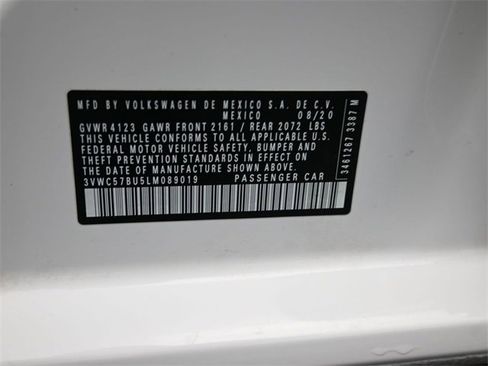 MFD BY VOLKSWAGEN DE MEXICO S.A. DE C.V.
MEXICO 08/20
GVWR 4123 GAWR FRONT 2161 / REAR 2072 LBS
THIS VEHICLE CONFORMS TO ALL APPLICABLE U.S.
FEDERAL MOTOR VEHICLE SAFETY, BUMPER AND
THEFT PREVENTION STANDARDS IN EFFECT ON
THE DATE OF MANUFACTURE SHOWN ABOVE.
3VWC57BU5LM089019 PASSENGER CAR
3461267 3387 M